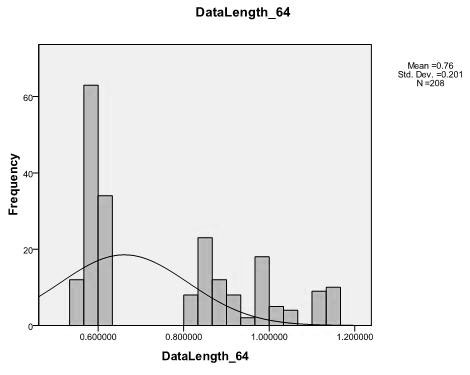 DataLength_64
Mean =0.76
Std. Dev. =0.201
N =208
Frequency
60
40
20
0
0.600000
0.800000
1.000000
1.200000
DataLength_64